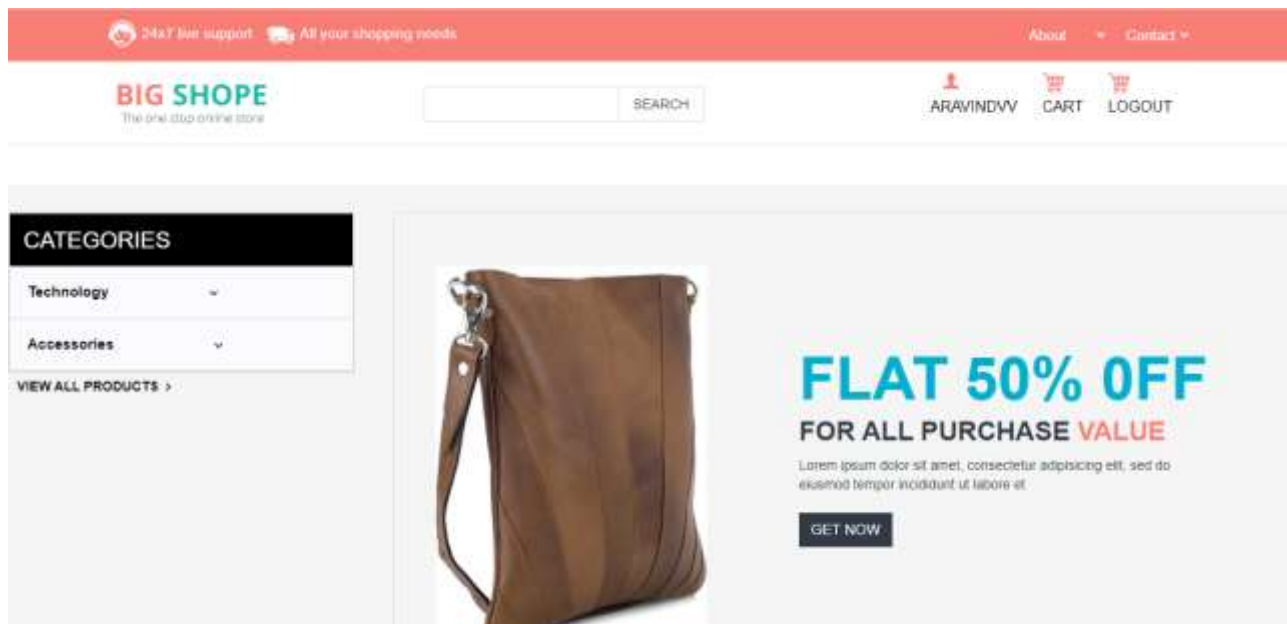 24x7 live support All your shopping needs About Contact
BIG SHOPE
The one stop online store
SEARCH
ARAVINDVV CART LOGOUT
CATEGORIES
Technology
Accessories
VIEW ALL PRODUCTS >
FLAT 50% 0FF
FOR ALL PURCHASE VALUE
Lorem ipsum dolor sit amet, consectetur adipisicing elit, sed do
eiusmod tempor incididunt ut labore et
GET NOW